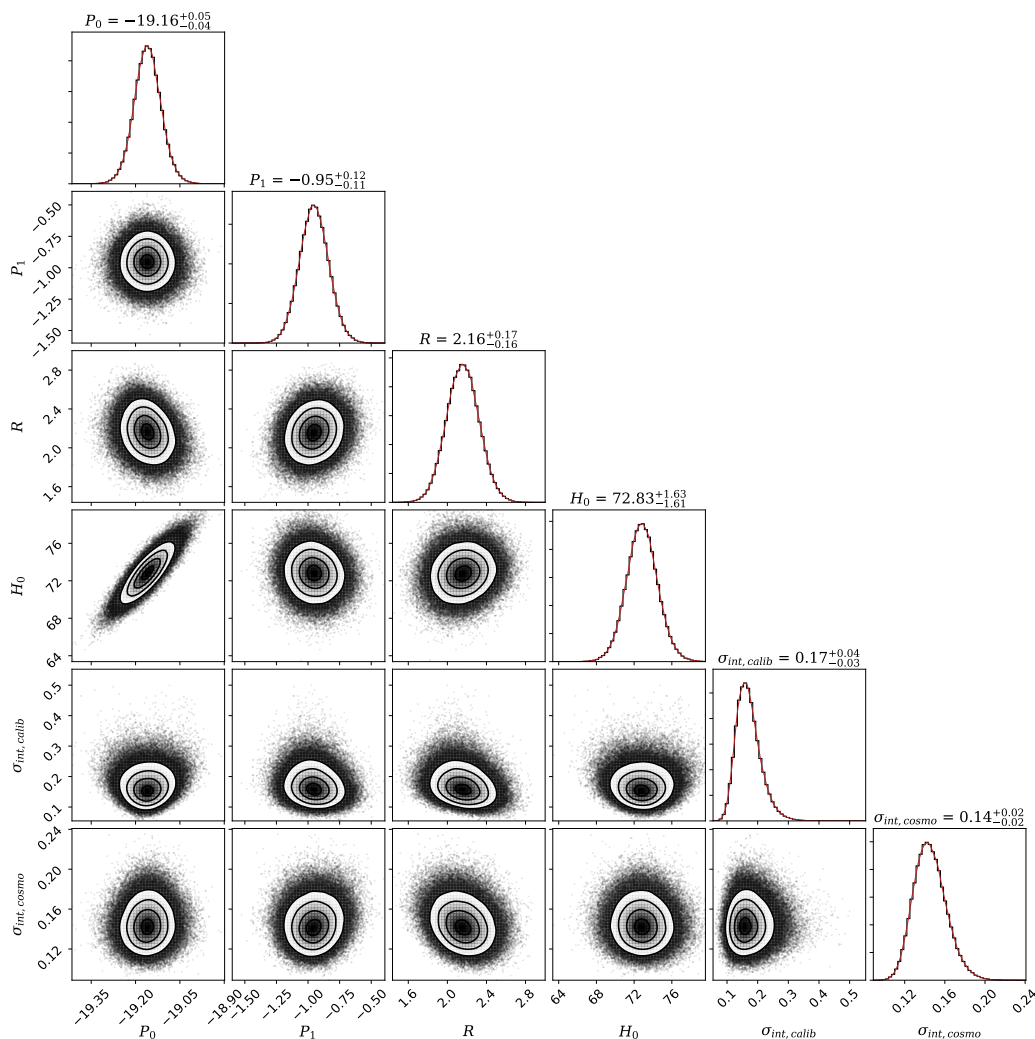 P₀ = −19.16⁺⁰·⁰⁵₋₀.₀₄
P₁ = −0.95⁺⁰·¹²₋₀.₁₁
−0.50
−0.75
−1.00
−1.25
−1.60
P₁
R = 2.16⁺⁰·¹⁷₋₀.₁₆
2.8
2.4
2.0
1.6
R
H₀ = 72.83⁺¹·⁶³₋₁.₆₁
76
72
68
64
H₀
σ_{int, calib} = 0.17⁺⁰·⁰⁴₋₀.₀₃
0.5
0.4
0.3
0.2
0.1
σ_{int, calib}
σ_{int, cosmo} = 0.14⁺⁰·⁰²₋₀.₀₂
0.24
0.20
0.16
0.12
σ_{int, cosmo}
−19.35 −19.20 −19.05 −18.90 −1.50 −1.25 −1.00 −0.75 −0.50 1.6 2.0 2.4 2.8 64 68 72 76 0.1 0.2 0.3 0.4 0.5 0.12 0.16 0.20 0.24
P₀ P₁ R H₀ σ_{int, calib} σ_{int, cosmo}